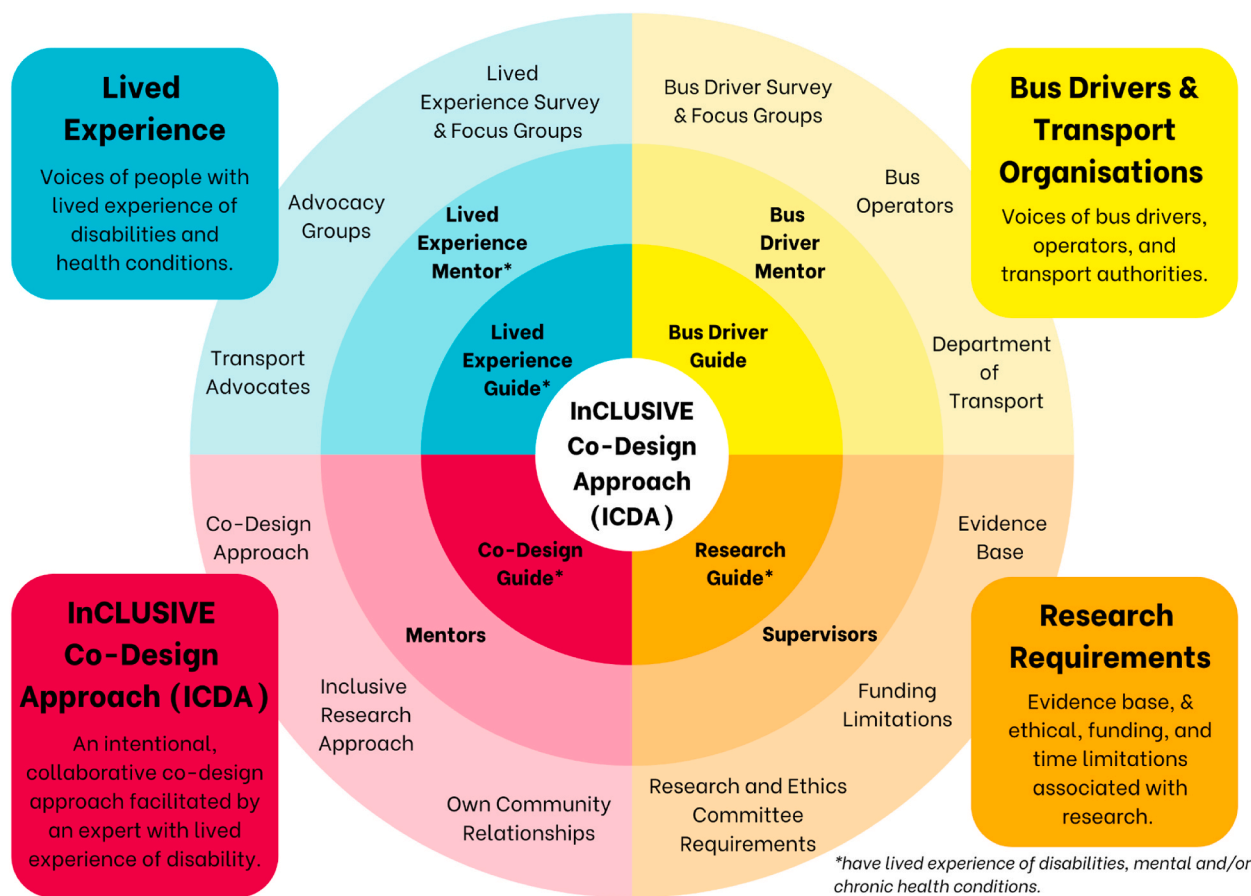 Lived
Experience
Voices of people with
lived experience of
disabilities and
health conditions.
Lived
Experience Survey
& Focus Groups
Advocacy
Groups
Transport
Advocates
Lived
Experience
Mentor*
Lived
Experience
Guide*
Bus Driver Survey
& Focus Groups
Bus
Operators
Department
of
Transport
Bus
Driver
Mentor
Bus Driver
Guide
Bus Drivers &
Transport
Organisations
Voices of bus drivers,
operators, and
transport authorities.
InCLUSIVE
Co-Design
Approach
(ICDA)
Co-Design
Approach
Inclusive
Research
Approach
Own Community
Relationships
Mentors
Co-Design
Guide*
InCLUSIVE
Co-Design
Approach (ICDA)
An intentional,
collaborative co-design
approach facilitated by
an expert with lived
experience of disability.
Research
Guide*
Supervisors
Evidence
Base
Funding
Limitations
Research and Ethics
Committee
Requirements
Research
Requirements
Evidence base, &
ethical, funding, and
time limitations
associated with
research.
*have lived experience of disabilities, mental and/or
chronic health conditions.